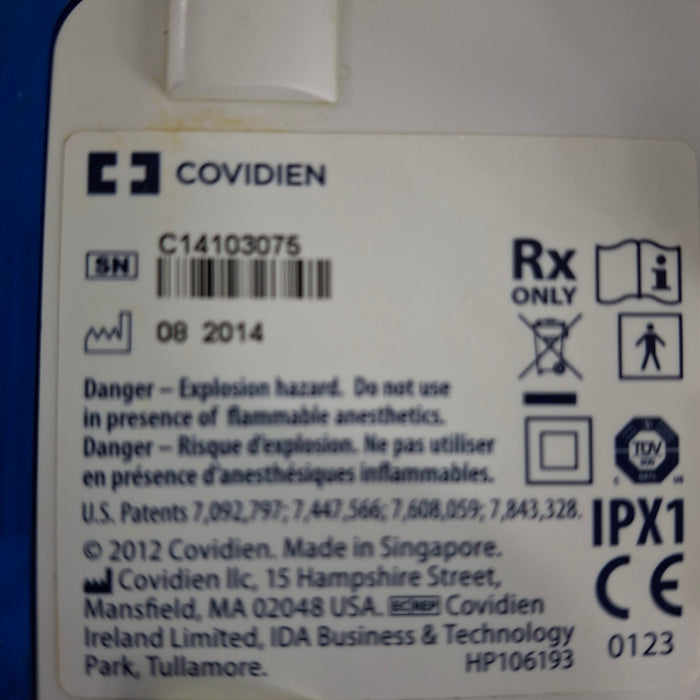 COVIDIEN
SN C14103075
08 2014
Rx
ONLY
Danger – Explosion hazard. Do not use
in presence of flammable anesthetics.
Danger – Risque d'explosion. Ne pas utiliser
en présence d'anesthésiques inflammables.
TÜV
U.S. Patents 7,092,797; 7,447,566; 7,608,059; 7,843,328.
IPX1
© 2012 Covidien. Made in Singapore.
Covidien llc, 15 Hampshire Street,
Mansfield, MA 02048 USA. EC REP Covidien
Ireland Limited, IDA Business & Technology
Park, Tullamore.
HP106193
CE
0123